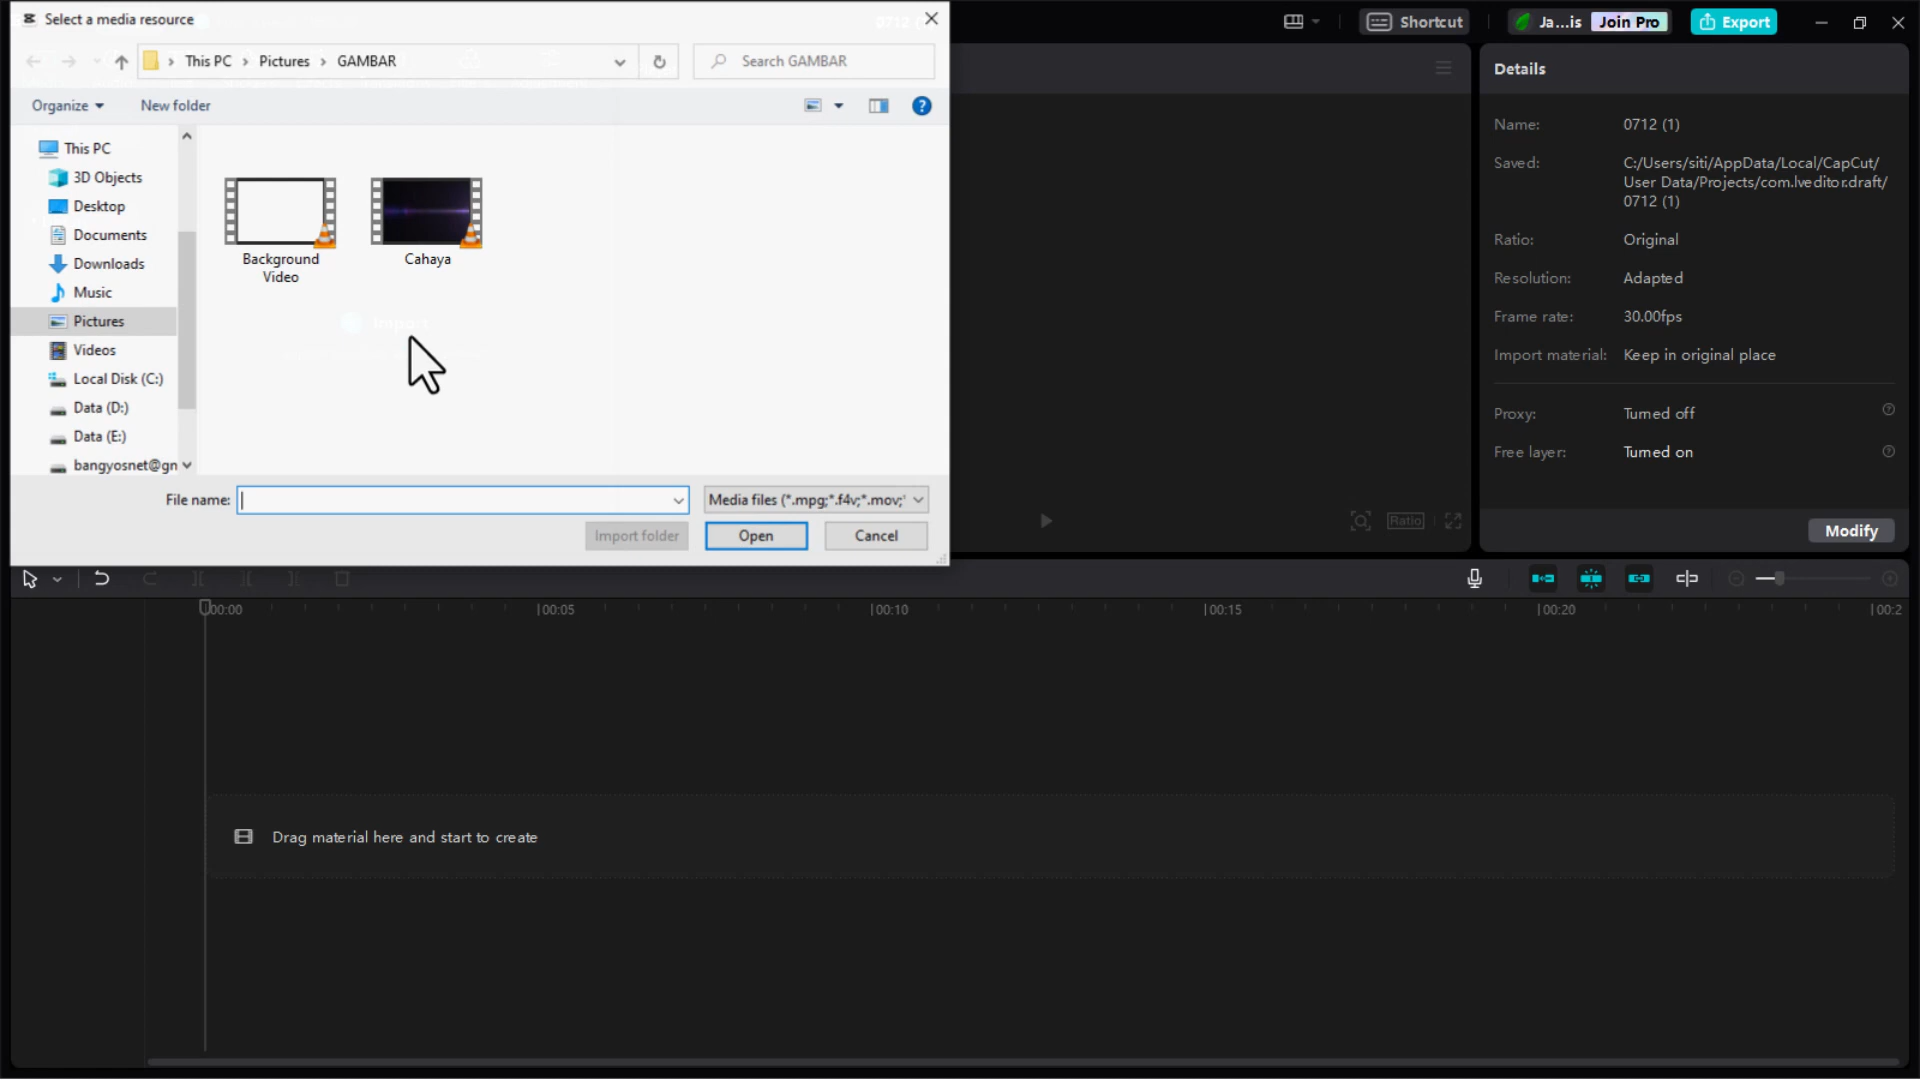 Select a media resource
This PC
Pictures
GAMBAR
Search GAMBAR
Organize
New folder
This PC
3D Objects
Desktop
Documents
Downloads
Music
Pictures
Videos
Local Disk (C:)
Data (D:)
Data (E:)
bangyosnet@gn
Background
Video
Cahaya
File name:
Media files (*.mpg;*.f4v;*.mov;*
Import folder
Open
Cancel
Shortcut
Ja...is
Join Pro
Export
Details
Name:
0712 (1)
Saved:
C:/Users/siti/AppData/Local/CapCut/
User Data/Projects/com.lveditor.draft/
0712 (1)
Ratio:
Original
Resolution:
Adapted
Frame rate:
30.00fps
Import material:
Keep in original place
Proxy:
Turned off
Free layer:
Turned on
Ratio
Modify
00:00
00:05
00:10
00:15
00:20
00:2
Drag material here and start to create